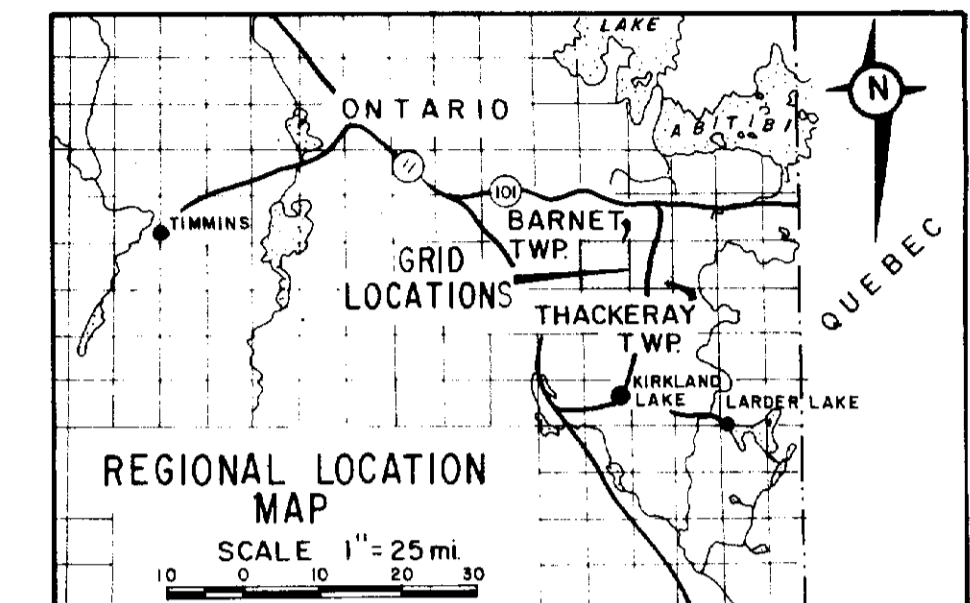 LAKE
ABITIBI
N
ONTARIO
11
101
TIMMINS
BARNET
TWP.
QUEBEC
GRID
LOCATIONS
THACKERAY
TWP.
KIRKLAND
LAKE
LARDER LAKE
REGIONAL LOCATION
MAP
SCALE 1"= 25 mi.
10 0 10 20 30